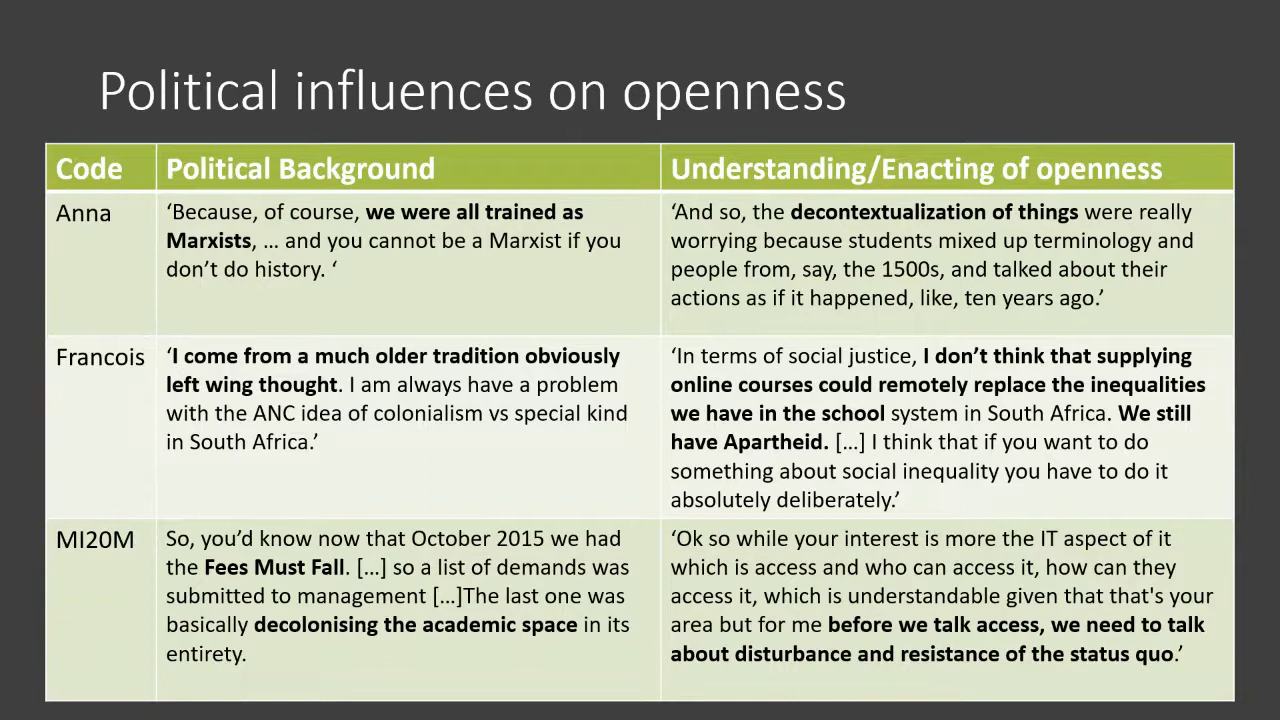 Political influences on openness
Code
Political Background
Understanding/Enacting of openness
Anna
‘Because, of course, we were all trained as
Marxists, … and you cannot be a Marxist if you
don’t do history. ‘
‘And so, the decontextualization of things were really
worrying because students mixed up terminology and
people from, say, the 1500s, and talked about their
actions as if it happened, like, ten years ago.’
Francois
‘I come from a much older tradition obviously
left wing thought. I am always have a problem
with the ANC idea of colonialism vs special kind
in South Africa.’
‘In terms of social justice, I don’t think that supplying
online courses could remotely replace the inequalities
we have in the school system in South Africa. We still
have Apartheid. […] I think that if you want to do
something about social inequality you have to do it
absolutely deliberately.’
MI20M
So, you’d know now that October 2015 we had
the Fees Must Fall. […] so a list of demands was
submitted to management […]The last one was
basically decolonising the academic space in its
entirety.
‘Ok so while your interest is more the IT aspect of it
which is access and who can access it, how can they
access it, which is understandable given that that's your
area but for me before we talk access, we need to talk
about disturbance and resistance of the status quo.’